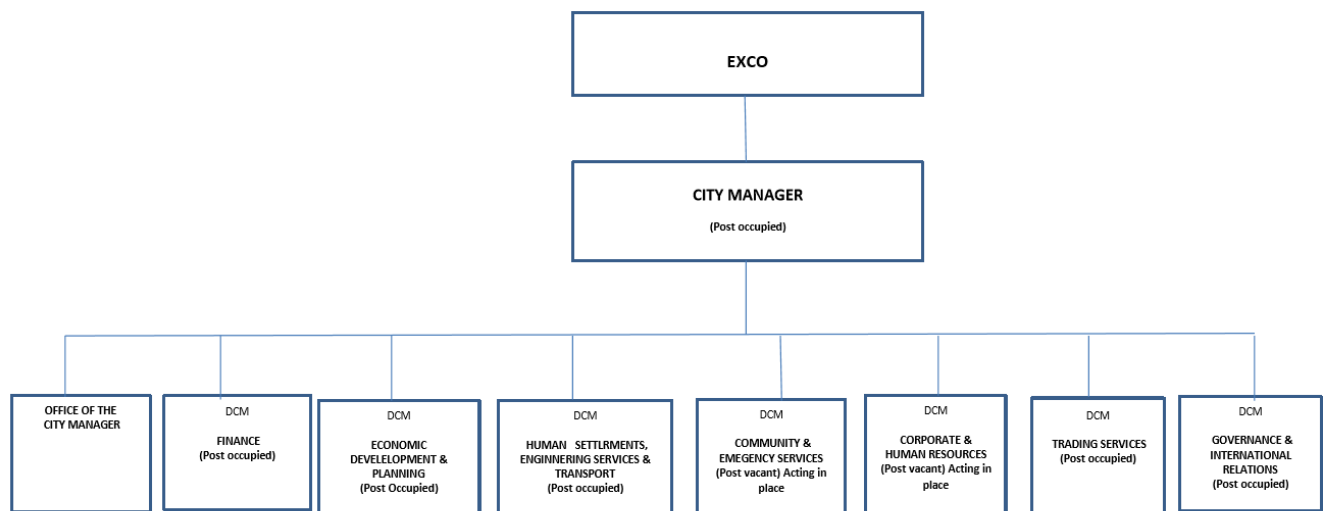 EXCO
CITY MANAGER
(Post occupied)
OFFICE OF THE
CITY MANAGER
DCM
FINANCE
(Post occupied)
DCM
ECONOMIC
DEVELELOPMENT &
PLANNING
(Post Occupied)
DCM
HUMAN SETTLRMENTS,
ENGINNERING SERVICES &
TRANSPORT
(Post occupied)
DCM
COMMUNITY &
EMEGENCY SERVICES
(Post vacant) Acting in
place
DCM
CORPORATE &
HUMAN RESOURCES
(Post vacant) Acting in
place
DCM
TRADING SERVICES
(Post occupied)
DCM
GOVERNANCE &
INTERNATIONAL
RELATIONS
(Post occupied)